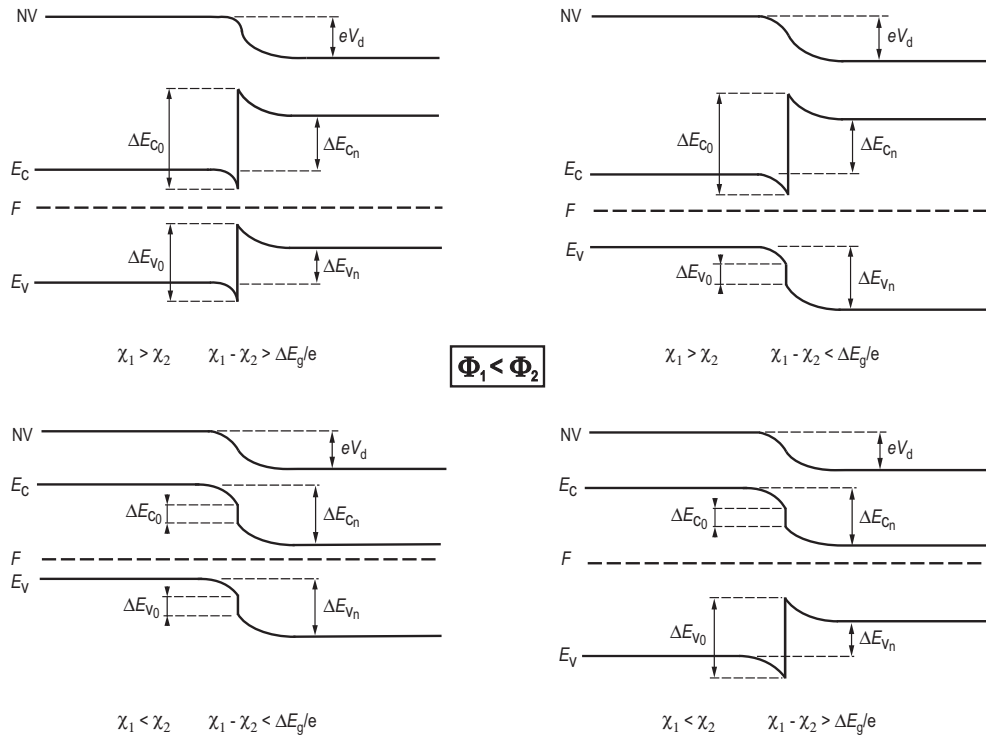 NV
eV_d
ΔE_c₀
ΔE_cₙ
E_c
F
ΔE_v₀
ΔE_vₙ
E_v
χ₁ > χ₂ χ₁ - χ₂ > ΔE_g/e
NV
eV_d
ΔE_c₀
ΔE_cₙ
E_c
F
E_v
ΔE_v₀
ΔE_vₙ
χ₁ > χ₂ χ₁ - χ₂ < ΔE_g/e
Φ₁ < Φ₂
NV
eV_d
E_c
ΔE_c₀
ΔE_cₙ
F
E_v
ΔE_v₀
ΔE_vₙ
χ₁ < χ₂ χ₁ - χ₂ < ΔE_g/e
NV
eV_d
E_c
ΔE_c₀
ΔE_cₙ
F
ΔE_v₀
ΔE_vₙ
E_v
χ₁ < χ₂ χ₁ - χ₂ > ΔE_g/e